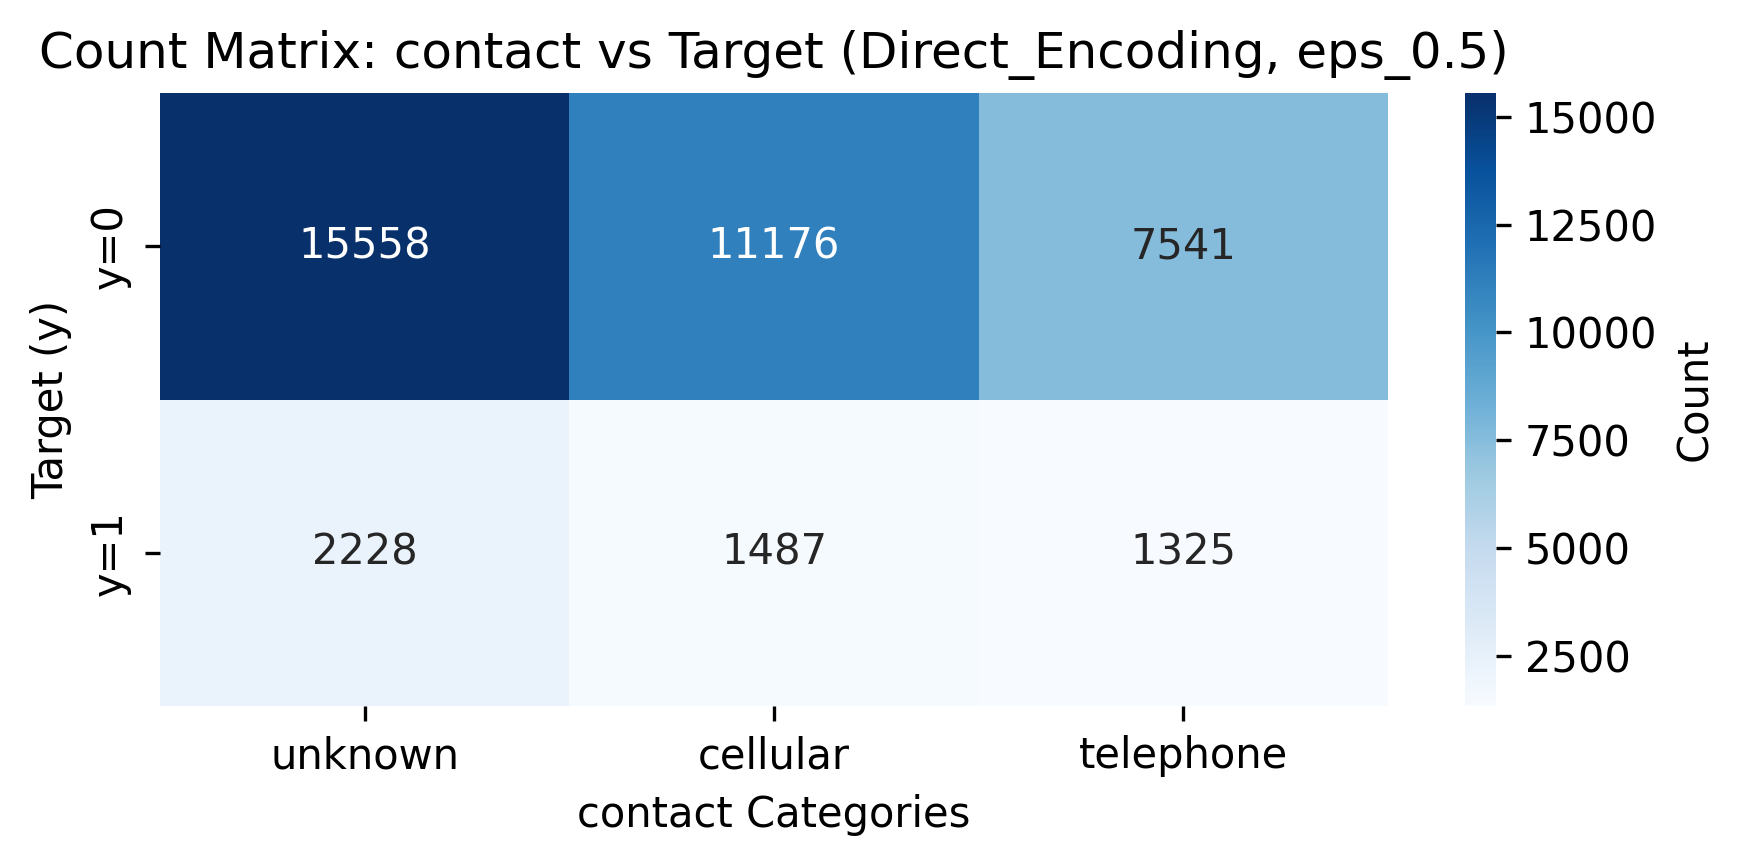 Count Matrix: contact vs Target (Direct_Encoding, eps_0.5)
Target (y)
y=0
y=1
15558 11176 7541
2228 1487 1325
unknown cellular telephone
contact Categories
15000
12500
10000
7500
5000
2500
Count